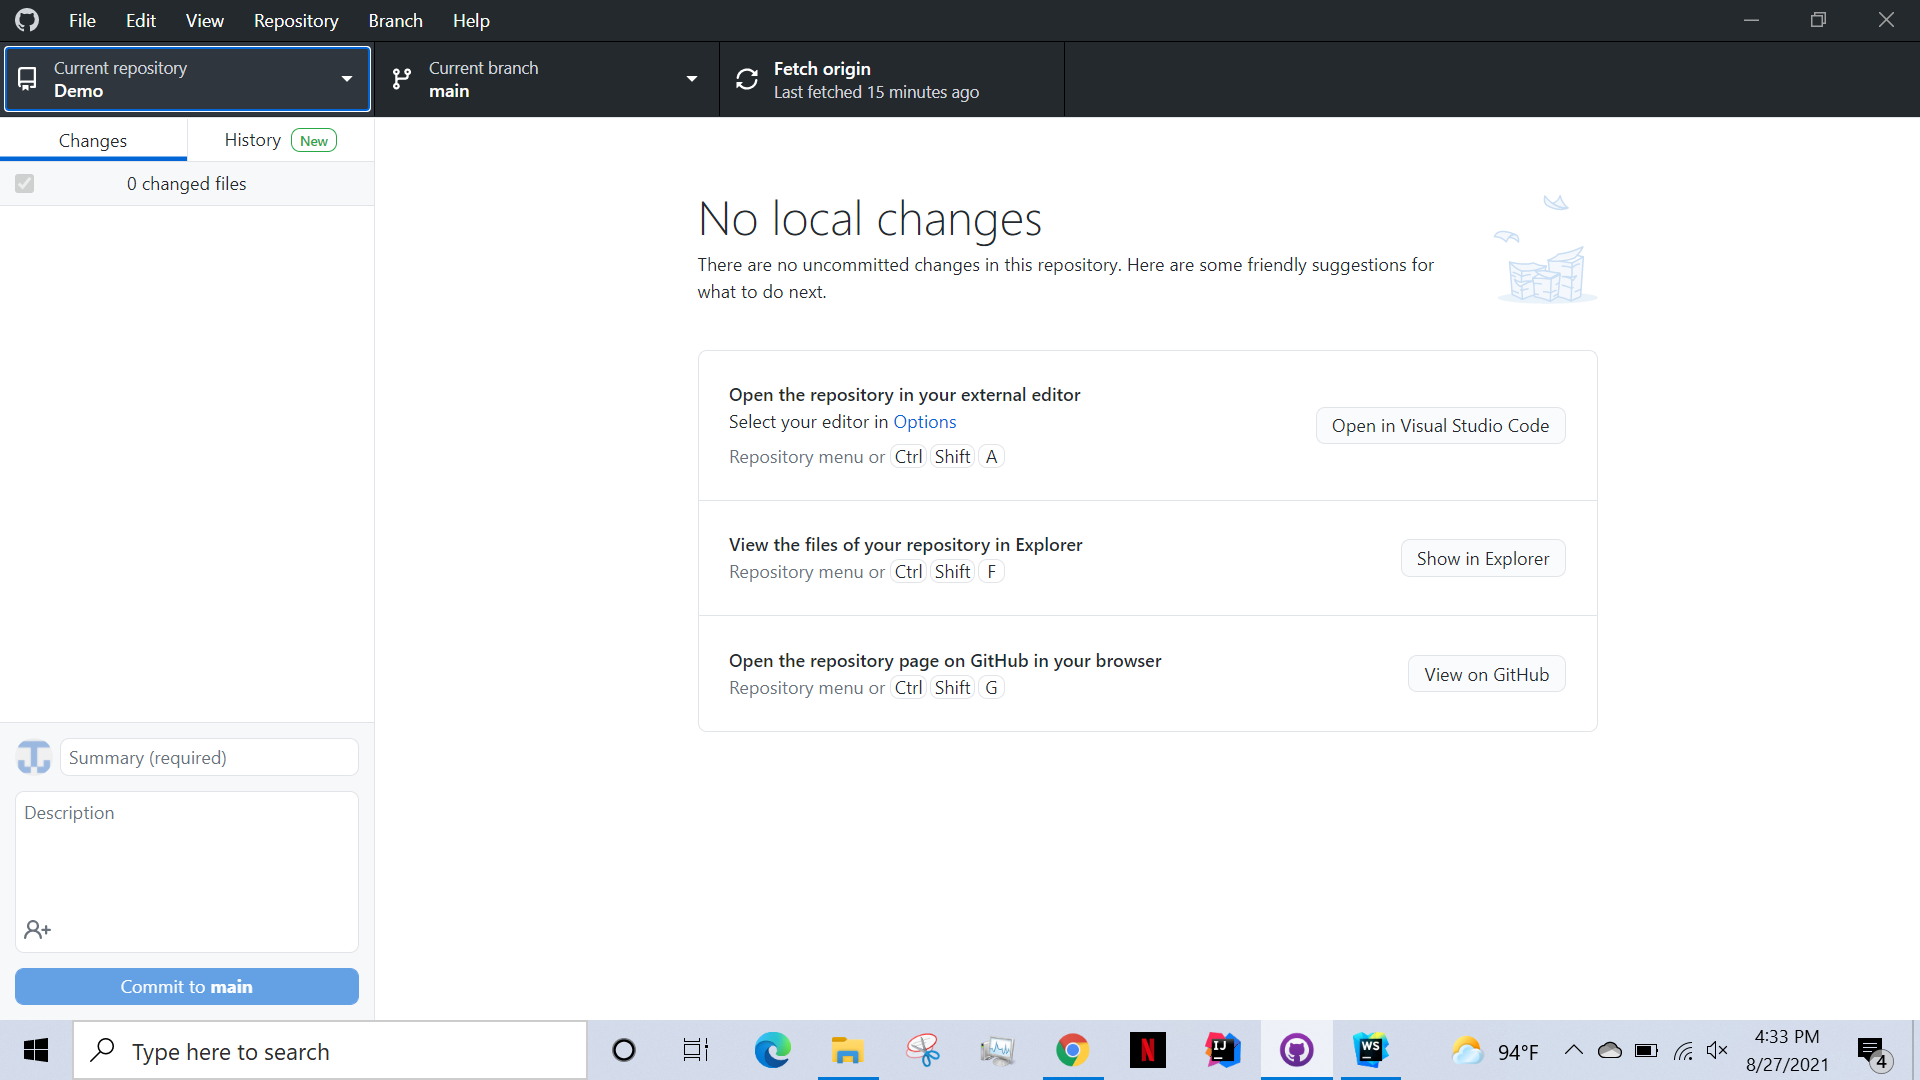 File Edit View Repository Branch Help
Current repository
Demo
Current branch
main
Fetch origin
Last fetched 15 minutes ago
Changes
History New
0 changed files
No local changes
There are no uncommitted changes in this repository. Here are some friendly suggestions for
what to do next.
Open the repository in your external editor
Select your editor in Options
Repository menu or Ctrl Shift A
Open in Visual Studio Code
View the files of your repository in Explorer
Repository menu or Ctrl Shift F
Show in Explorer
Open the repository page on GitHub in your browser
Repository menu or Ctrl Shift G
View on GitHub
Summary (required)
Description
Commit to main
Type here to search
N
IJ
WS
94°F
4:33 PM
8/27/2021
4